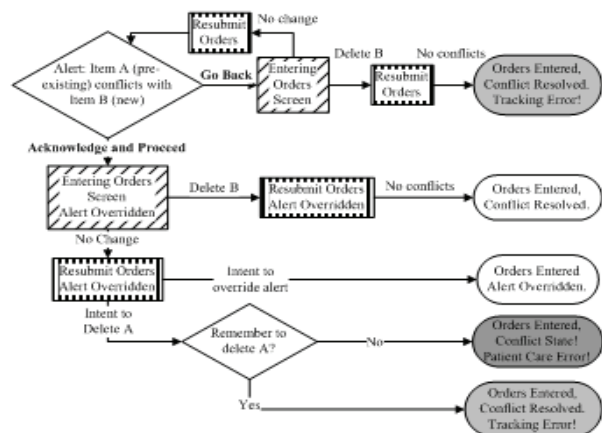 No change
Resubmit
Orders
Alert: Item A (pre-
existing) conflicts with
Item B (new)
Go Back
Entering
Orders
Screen
Delete B
Resubmit
Orders
No conflicts
Orders Entered,
Conflict Resolved.
Tracking Error!
Acknowledge and Proceed
Entering Orders
Screen
Alert Overridden
Delete B
Resubmit Orders
Alert Overridden
No conflicts
Orders Entered,
Conflict Resolved.
No Change
Resubmit Orders
Alert Overridden
Intent to
override alert
Orders Entered
Alert Overridden.
Intent to
Delete A
Remember to
delete A?
No
Orders Entered,
Conflict State!
Patient Care Error!
Yes
Orders Entered,
Conflict Resolved.
Tracking Error!